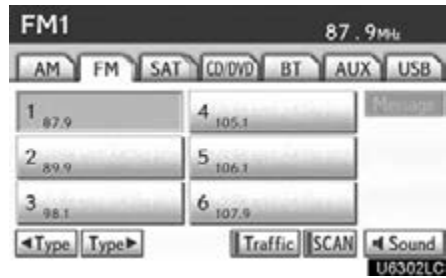 FM1 87.9MHz
AM FM SAT CD/DVD BT AUX USB
1 87.9 4 105.1 Message
2 89.9 5 106.1
3 98.1 6 107.9
◄Type Type► Traffic SCAN Sound
U6302LC